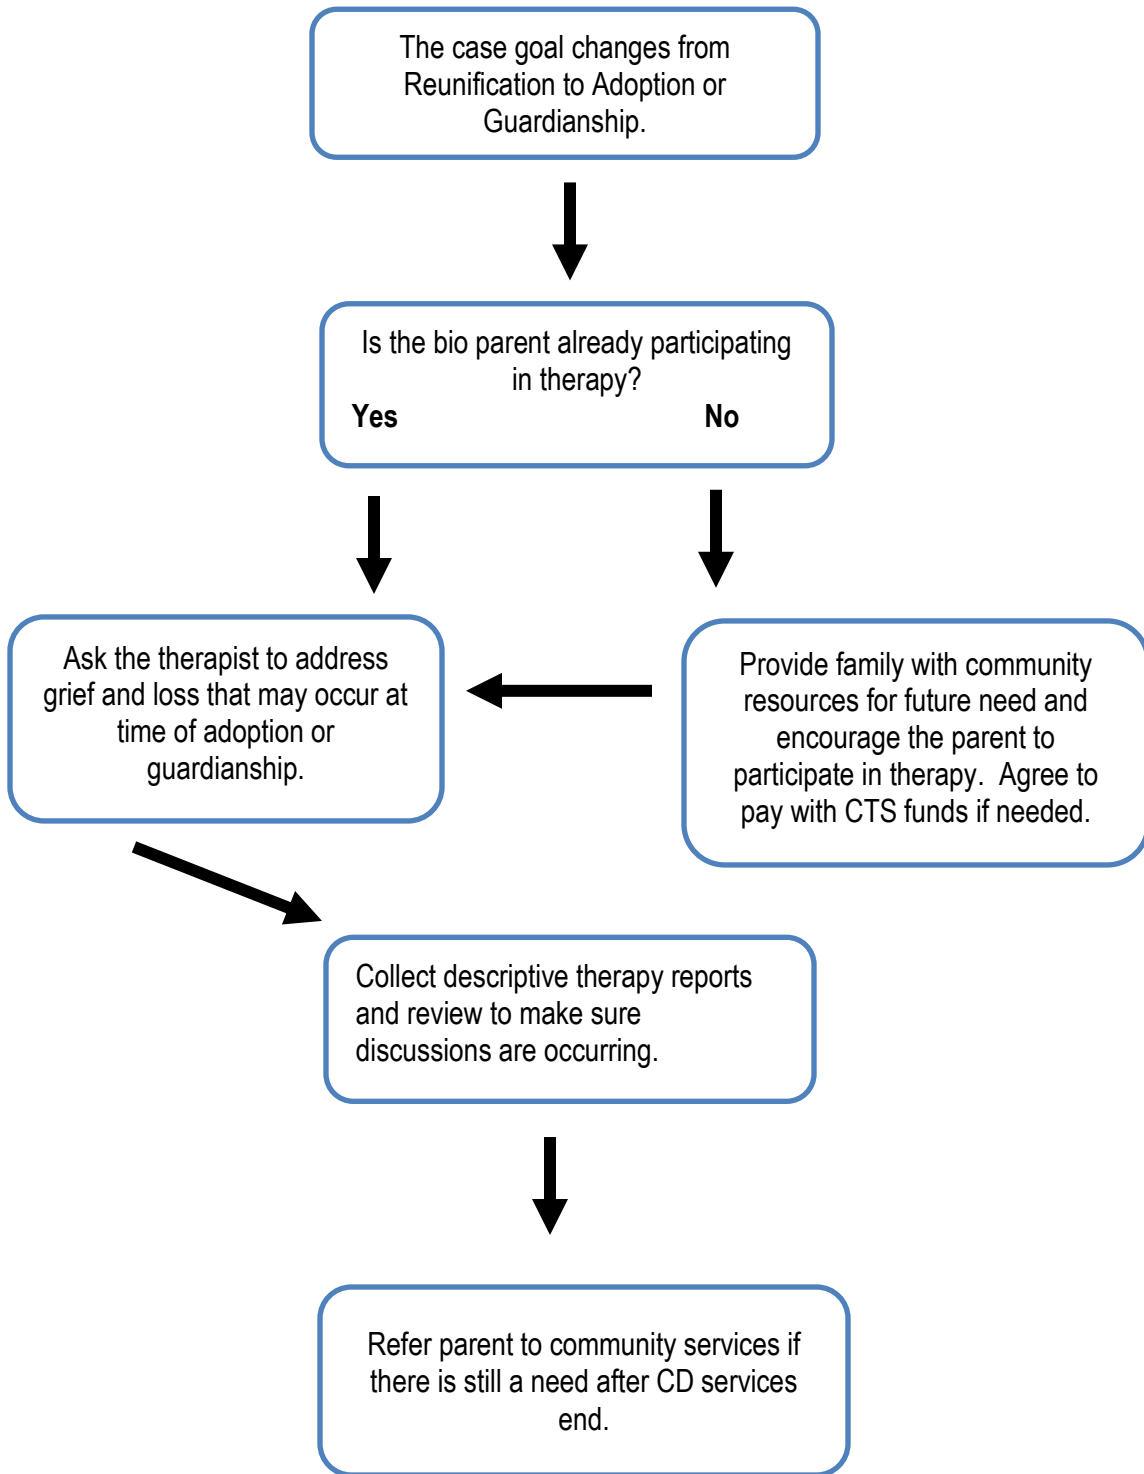 The case goal changes from
Reunification to Adoption or
Guardianship.
Is the bio parent already participating
in therapy?
Yes No
Ask the therapist to address
grief and loss that may occur at
time of adoption or
guardianship.
Provide family with community
resources for future need and
encourage the parent to
participate in therapy.  Agree to
pay with CTS funds if needed.
Collect descriptive therapy reports
and review to make sure
discussions are occurring.
Refer parent to community services if
there is still a need after CD services
end.